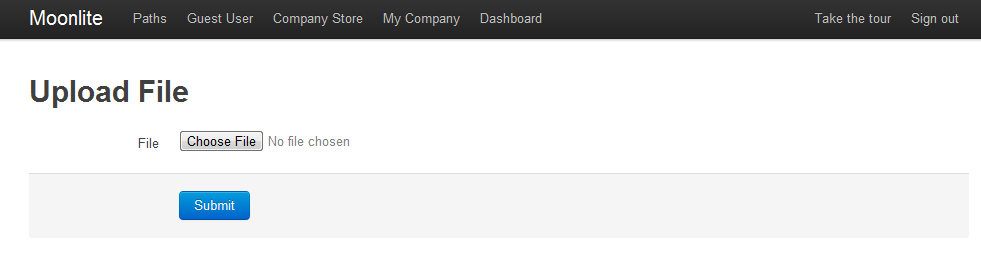 Moonlite Paths Guest User Company Store My Company Dashboard Take the tour Sign out
Upload File
File Choose File No file chosen
Submit